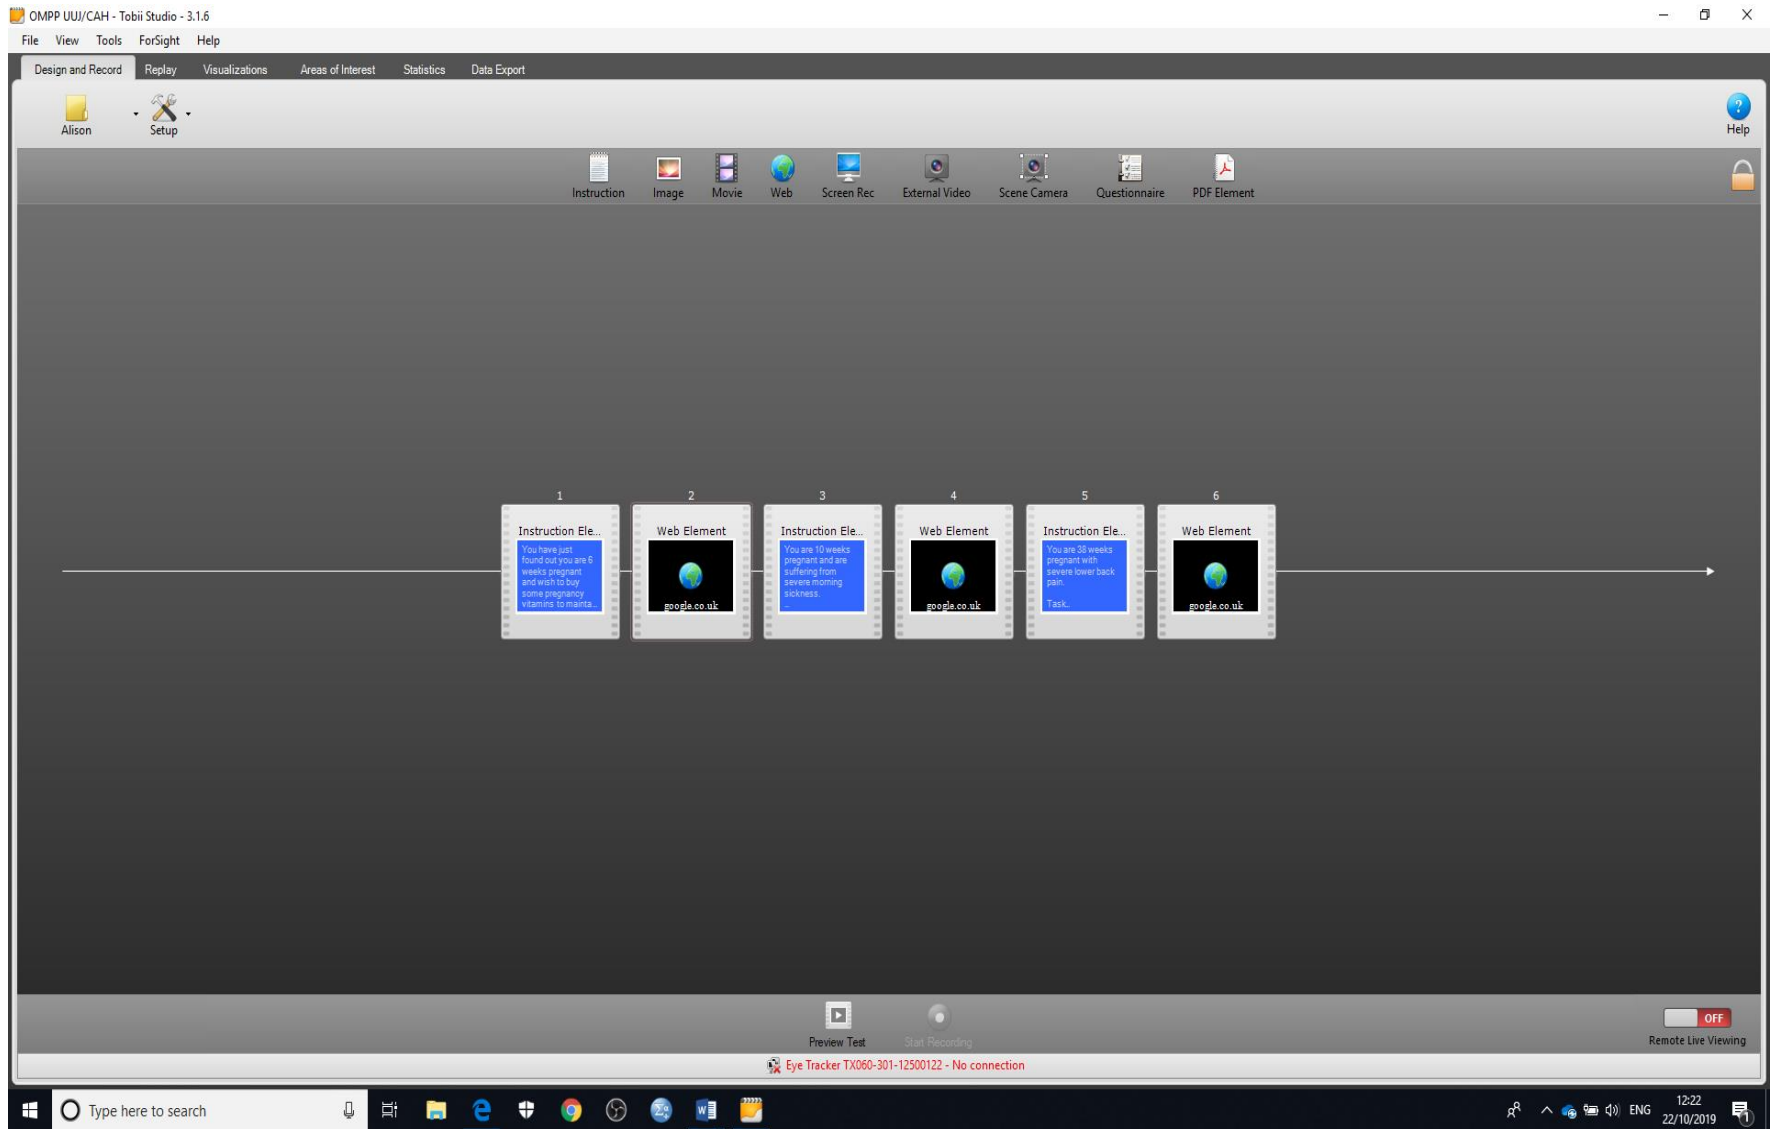 OMPP UUJ/CAH - Tobii Studio - 3.1.6
File View Tools ForSight Help
Design and Record Replay Visualizations Areas of Interest Statistics Data Export
Alison Setup Help
Instruction Image Movie Web Screen Rec External Video Scene Camera Questionnaire PDF Element
1 2 3 4 5 6
Instruction Ele... Web Element Instruction Ele... Web Element Instruction Ele... Web Element
You have just
found out you are 6
weeks pregnant
and wish to buy
some pregnancy
vitamins to mainta...
google.co.uk
You are 10 weeks
pregnant and are
suffering from
severe morning
sickness.
...
google.co.uk
You are 38 weeks
pregnant with
severe lower back
pain.
Task..
google.co.uk
Preview Test Start Recording
OFF
Remote Live Viewing
Eye Tracker TX060-301-12500122 - No connection
Type here to search
ENG
12:22
22/10/2019
1